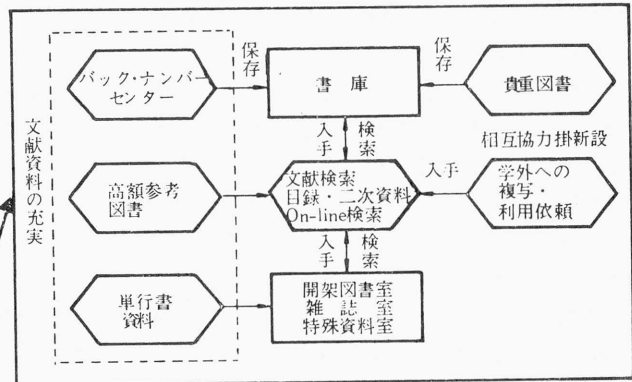 文献資料の充実
バック・ナンバー
センター
保存
書庫
保存
貴重図書
入手
検索
相互協力掛新設
高額参考
図書
文献検索
目録・二次資料
On-line検索
入手
学外への
複写・
利用依頼
入手
検索
単行書
資料
開架図書室
雑誌室
特殊資料室